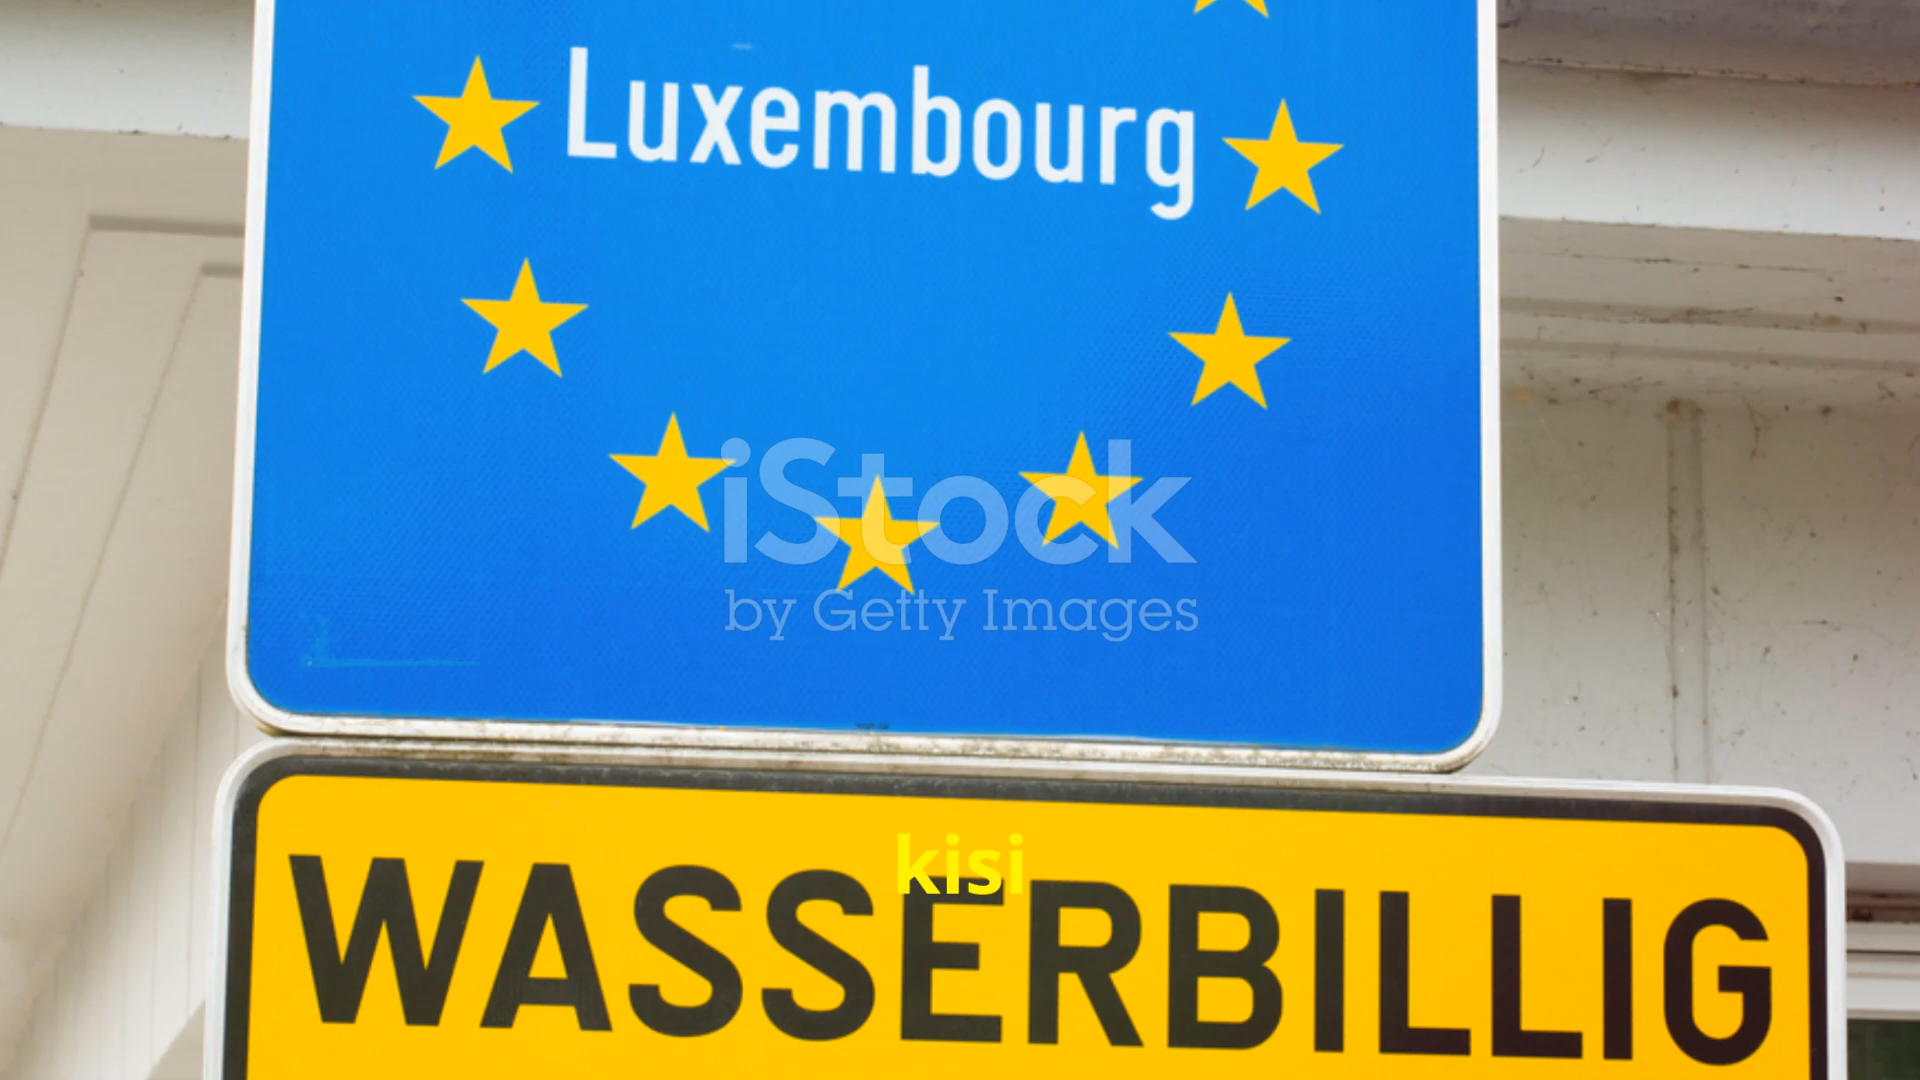 Luxembourg
iStock
by Getty Images
kisi
WASSERBILLIG